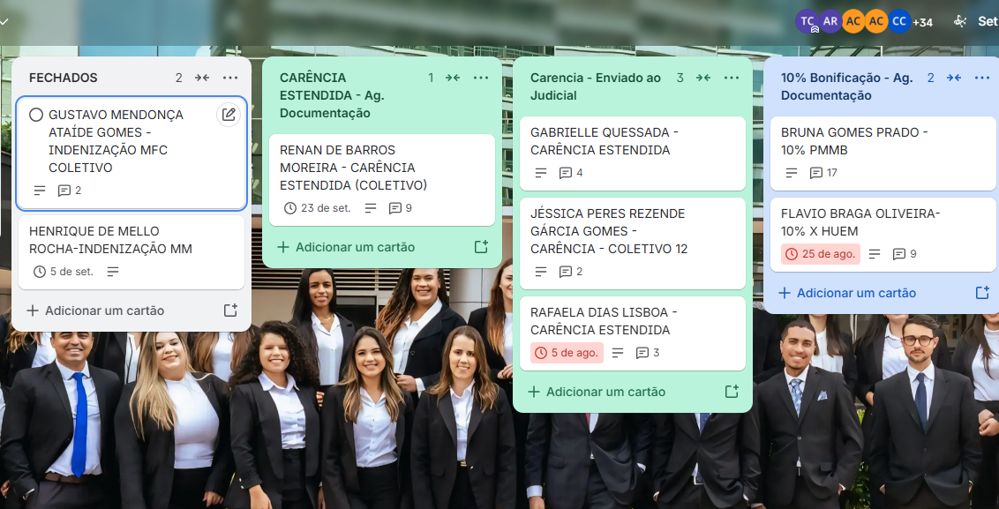 TC
AR
AC
AC
CC
+34
Set
FECHADOS
2
GUSTAVO MENDONÇA
ATAÍDE GOMES -
INDENIZAÇÃO MFC
COLETIVO
2
HENRIQUE DE MELLO
ROCHA-INDENIZAÇÃO MM
5 de set.
Adicionar um cartão
CARÊNCIA
ESTENDIDA - Ag.
Documentação
1
RENAN DE BARROS
MOREIRA - CARÊNCIA
ESTENDIDA (COLETIVO)
23 de set.
9
Adicionar um cartão
Carencia - Enviado ao
Judicial
3
GABRIELLE QUESSADA -
CARÊNCIA ESTENDIDA
4
JÉSSICA PERES REZENDE
GÁRCIA GOMES -
CARÊNCIA - COLETIVO 12
2
RAFAELA DIAS LISBOA -
CARÊNCIA ESTENDIDA
5 de ago.
3
Adicionar um cartão
10% Bonificação - Ag.
Documentação
2
BRUNA GOMES PRADO -
10% PMMB
17
FLAVIO BRAGA OLIVEIRA-
10% X HUEM
25 de ago.
9
Adicionar um cartão